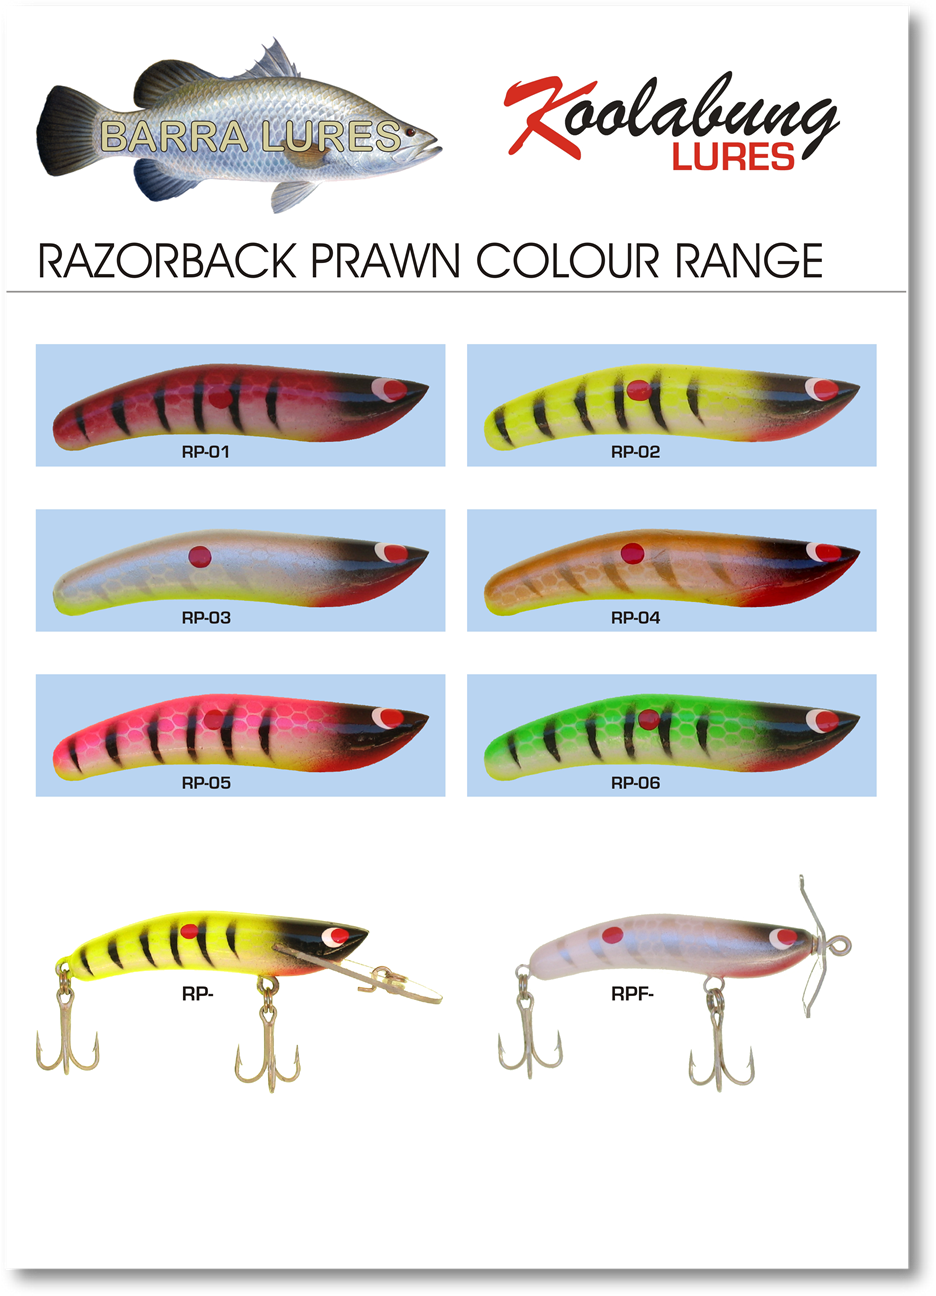 BARRA LURES
Koolabung
LURES
RAZORBACK PRAWN COLOUR RANGE
RP-01
RP-02
RP-03
RP-04
RP-05
RP-06
RP-
RPF-